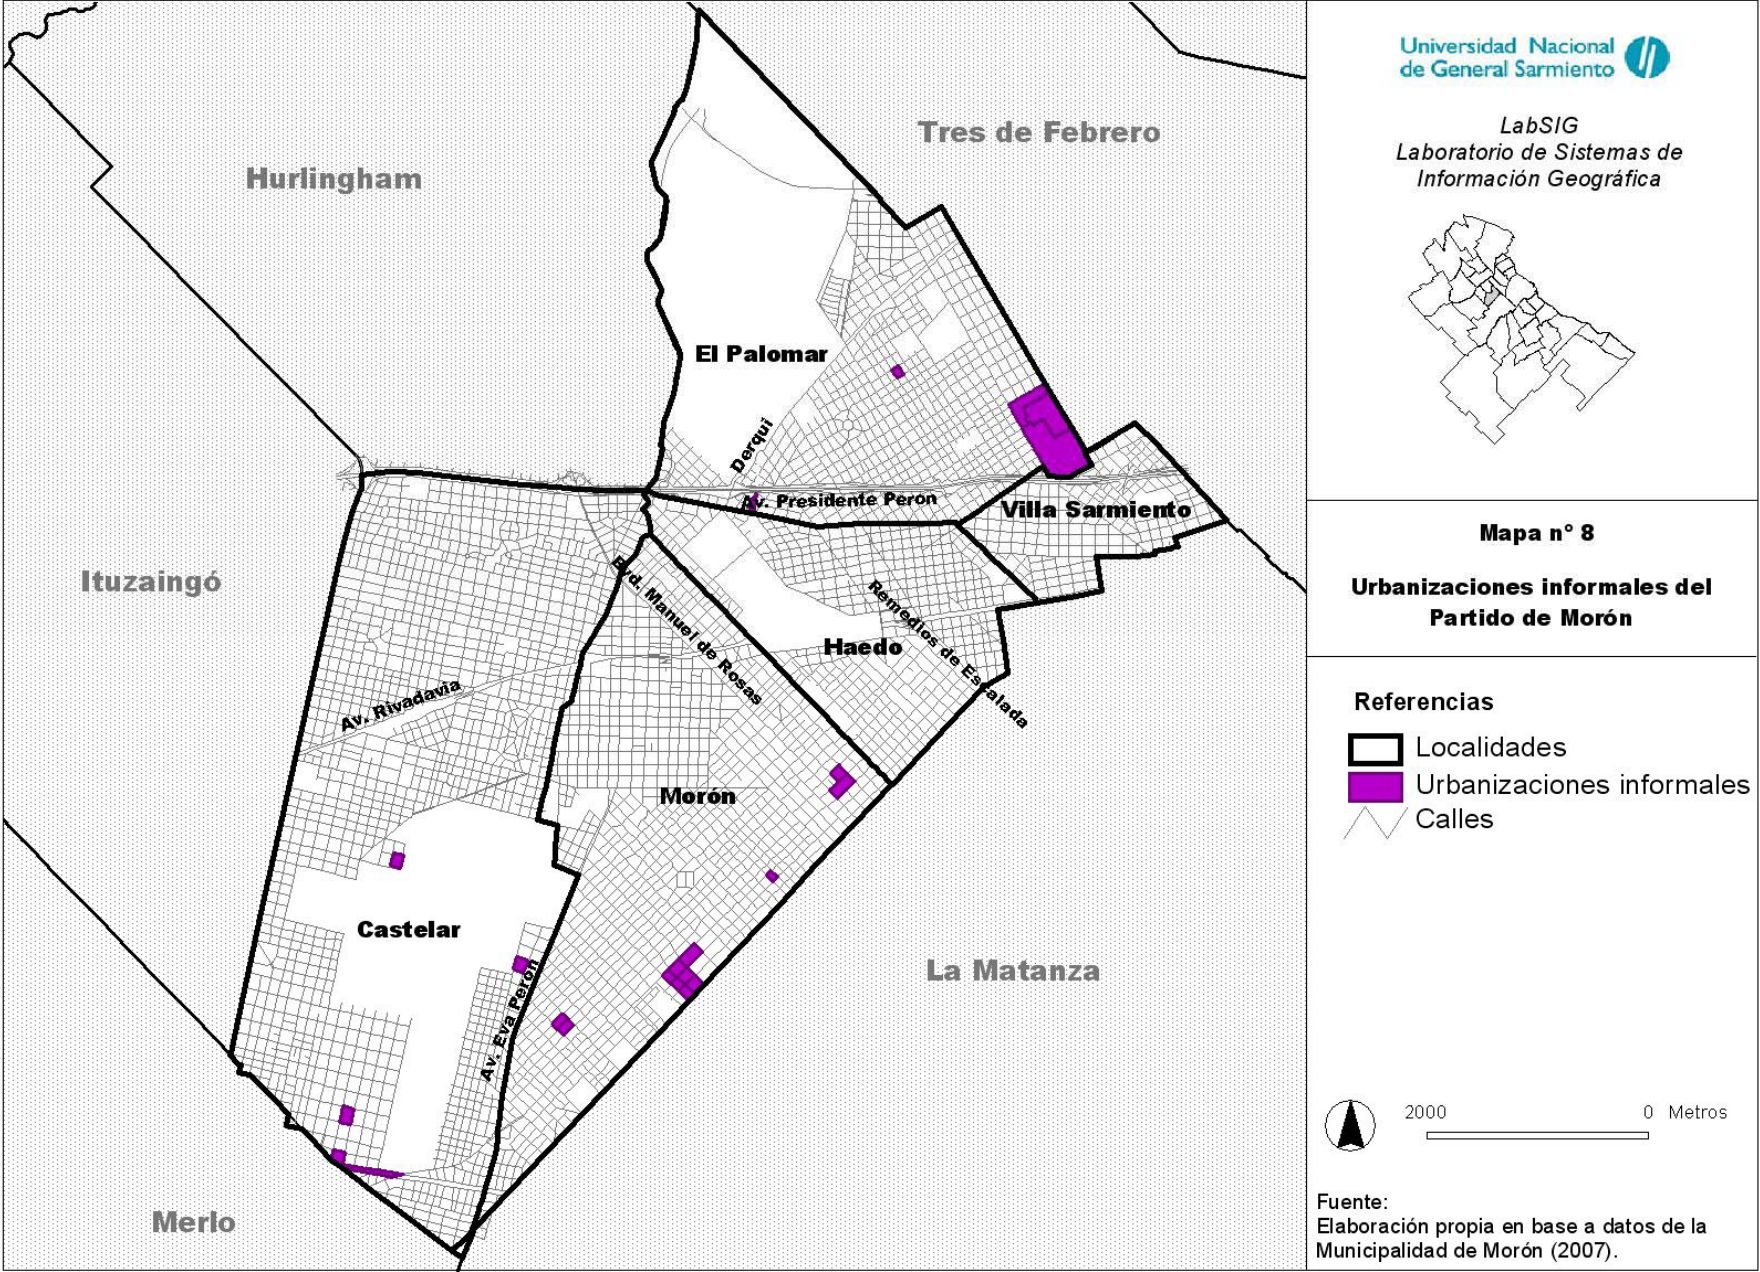 Hurlingham
Tres de Febrero
El Palomar
Derqui
Av. Presidente Peron
Villa Sarmiento
Ituzaingó
Bvd. Manuel de Rosas
Remedios de Escalada
Haedo
Av. Rivadavia
Morón
Castelar
Av. Eva Peron
La Matanza
Merlo
Universidad Nacional
de General Sarmiento
LabSIG
Laboratorio de Sistemas de
Información Geográfica
Mapa n° 8
Urbanizaciones informales del
Partido de Morón
Referencias
Localidades
Urbanizaciones informales
Calles
2000 0 Metros
Fuente:
Elaboración propia en base a datos de la
Municipalidad de Morón (2007).